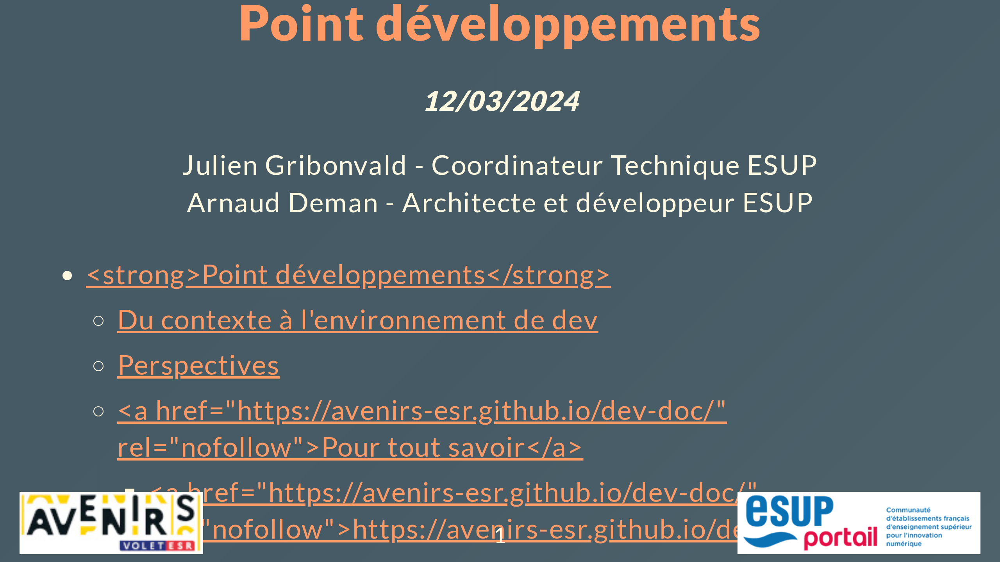 Point développements
12/03/2024
Julien Gribonvald - Coordinateur Technique ESUP
Arnaud Deman - Architecte et développeur ESUP
<strong>Point développements</strong>
Du contexte à l'environnement de dev
Perspectives
<a href="https://avenirs-esr.github.io/dev-doc/"
rel="nofollow">Pour tout savoir</a>
<a href="https://avenirs-esr.github.io/dev-doc/"
"nofollow">https://avenirs-esr.github.io/de
1
AVENIRS
VOLET ESR
esup
portail
Communauté
d'établissements français
d'enseignement supérieur
pour l'innovation
numérique